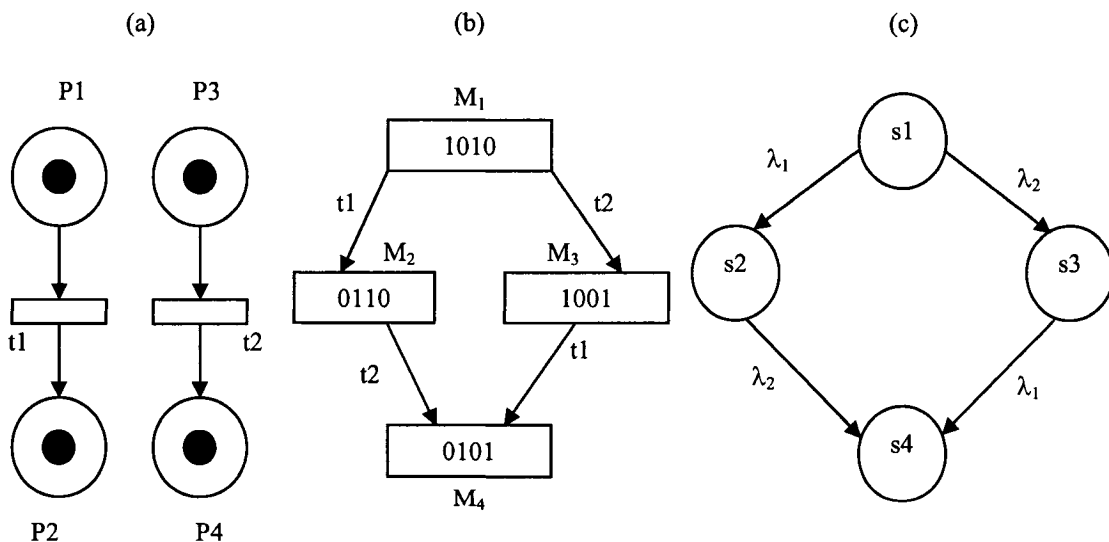 (a) (b) (c)
P1 P3
M₁
1010
s1
λ₁ λ₂
t1 t2
M₂ M₃
0110 1001
s2 s3
t1 t2
t2 t1
λ₂ λ₁
0101
s4
M₄
P2 P4